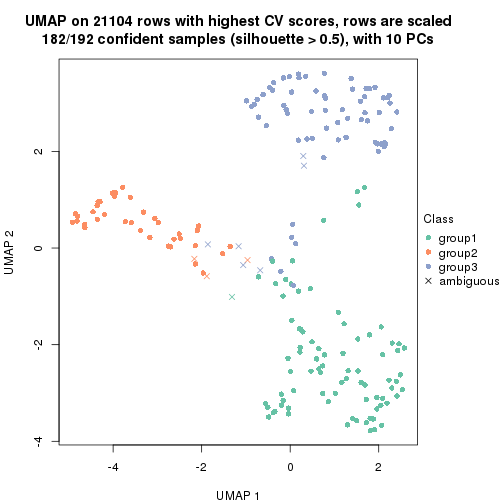 UMAP on 21104 rows with highest CV scores, rows are scaled
182/192 confident samples (silhouette > 0.5), with 10 PCs
UMAP 2
2
0
-2
-4
-4
-2
0
2
UMAP 1
Class
group1
group2
group3
ambiguous